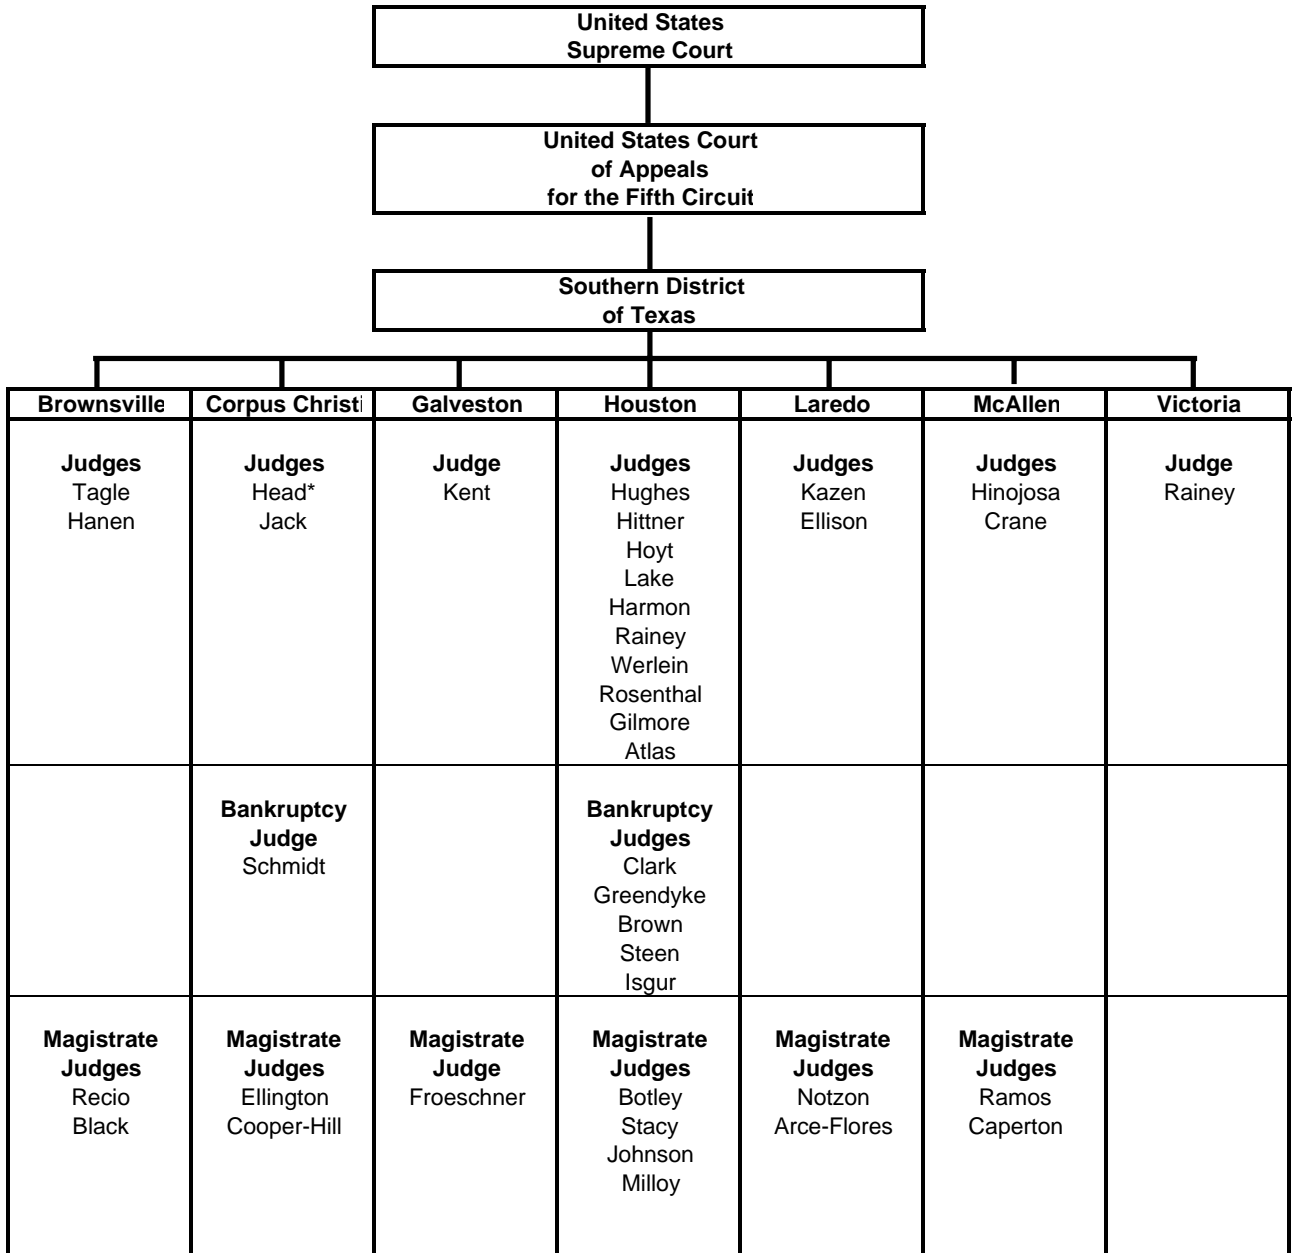 United States
Supreme Court
United States Court
of Appeals
for the Fifth Circuit
Southern District
of Texas
Brownsville
Corpus Christi
Galveston
Houston
Laredo
McAllen
Victoria
Judges
Tagle
Hanen
Judges
Head*
Jack
Judge
Kent
Judges
Hughes
Hittner
Hoyt
Lake
Harmon
Rainey
Werlein
Rosenthal
Gilmore
Atlas
Judges
Kazen
Ellison
Judges
Hinojosa
Crane
Judge
Rainey
Bankruptcy
Judge
Schmidt
Bankruptcy
Judges
Clark
Greendyke
Brown
Steen
Isgur
Magistrate
Judges
Recio
Black
Magistrate
Judges
Ellington
Cooper-Hill
Magistrate
Judge
Froeschner
Magistrate
Judges
Botley
Stacy
Johnson
Milloy
Magistrate
Judges
Notzon
Arce-Flores
Magistrate
Judges
Ramos
Caperton